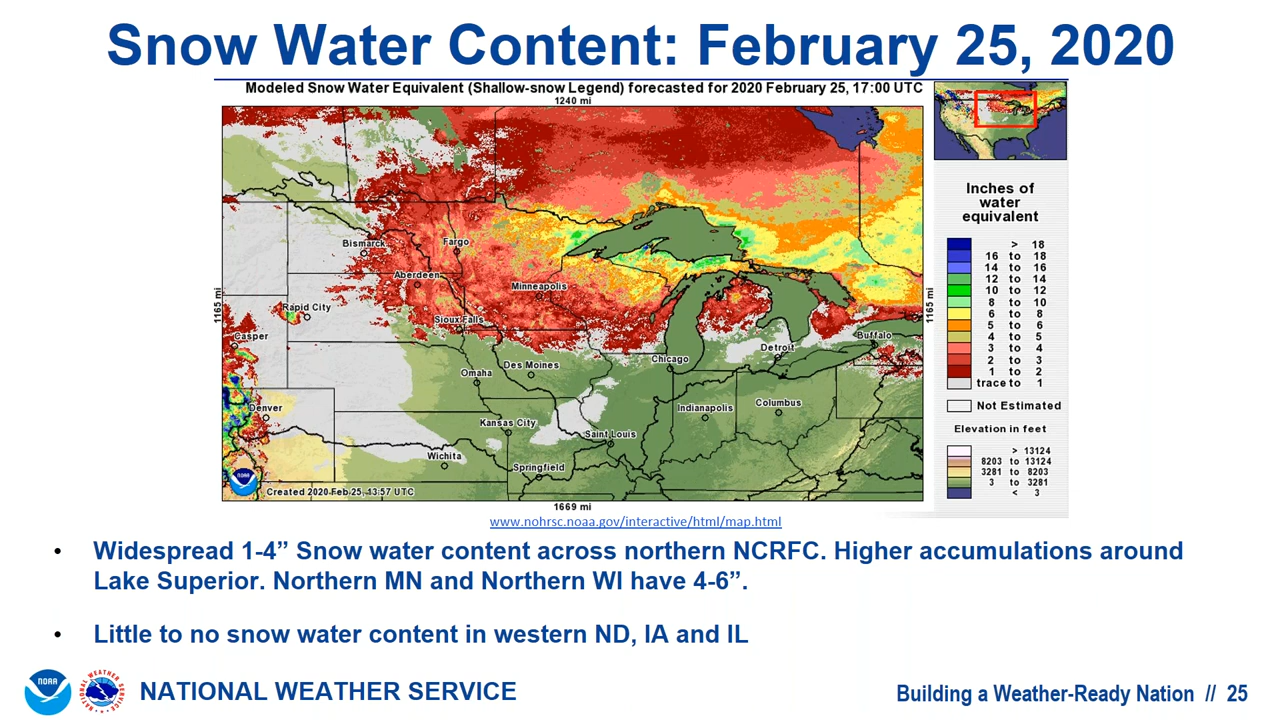 Snow Water Content: February 25, 2020
Modeled Snow Water Equivalent (Shallow-snow Legend) forecasted for 2020 February 25, 17:00 UTC
1240 mi
1165 mi
1165 mi
Bismarck
Fargo
Aberdeen
Minneapolis
Rapid City
Sioux Falls
Casper
Buffalo
Detroit
Chicago
Des Moines
Omaha
Denver
Indianapolis
Columbus
Kansas City
Saint Louis
Wichita
Springfield
NOAA
Created 2020 Feb 25, 13:57 UTC
1669 mi
Inches of
water
equivalent
> 18
16 to 18
14 to 16
12 to 14
10 to 12
8 to 10
6 to 8
5 to 6
4 to 5
3 to 4
2 to 3
1 to 2
trace to 1
Not Estimated
Elevation in feet
> 13124
8203 to 13124
3281 to 8203
3 to 3281
< 3
www.nohrsc.noaa.gov/interactive/html/map.html
• Widespread 1-4” Snow water content across northern NCRFC. Higher accumulations around
Lake Superior. Northern MN and Northern WI have 4-6”.
• Little to no snow water content in western ND, IA and IL
NOAA
NATIONAL WEATHER SERVICE
NATIONAL WEATHER SERVICE
Building a Weather-Ready Nation // 25